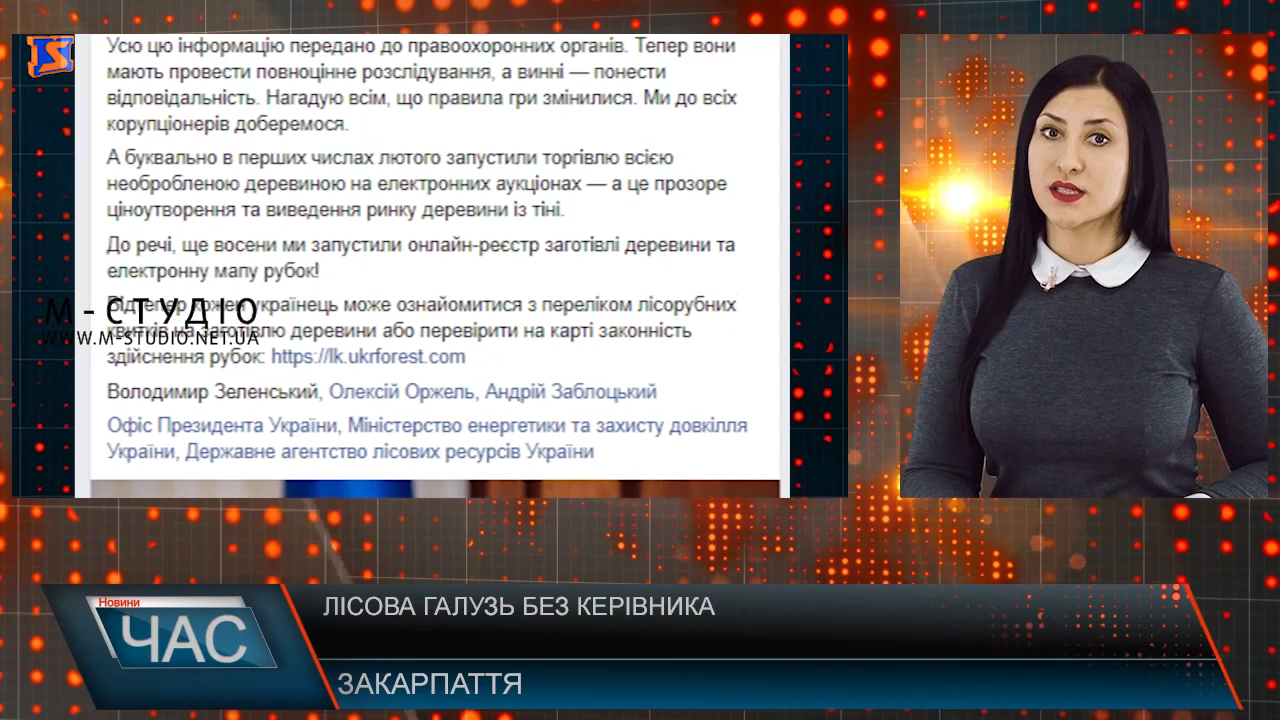 Усю цю інформацію передано до правоохоронних органів. Тепер вони
мають провести повноцінне розслідування, а винні — понести
відповідальність. Нагадую всім, що правила гри змінилися. Ми до всіх
корупціонерів доберемося.
А буквально в перших числах лютого запустили торгівлю всією
необробленою деревиною на електронних аукціонах — а це прозоре
ціноутворення та виведення ринку деревини із тіні.
До речі, ще восени ми запустили онлайн-реєстр заготівлі деревини та
електронну мапу рубок!
Відтепер кожен українець може ознайомитися з переліком лісорубних
квитків на заготівлю деревини або перевірити на карті законність
здійснення рубок: https://lk.ukrforest.com
Володимир Зеленський, Олексій Оржель, Андрій Заблоцький
Офіс Президента України, Міністерство енергетики та захисту довкілля
України, Державне агентство лісових ресурсів України
М-СТУДІО
WWW.M-STUDIO.NET.UA
Новини
ЧАС
ЛІСОВА ГАЛУЗЬ БЕЗ КЕРІВНИКА
ЗАКАРПАТТЯ